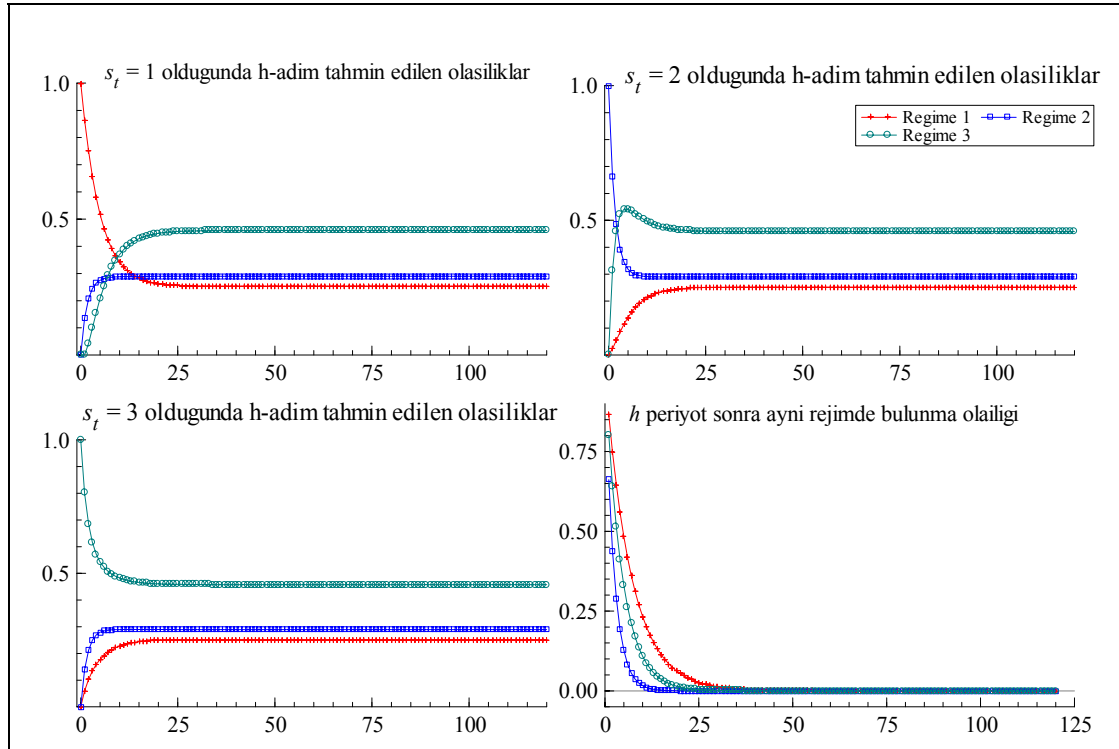 s_t = 1 oldugunda h-adim tahmin edilen olasiliklar
1.0
0.5
0 25 50 75 100
s_t = 2 oldugunda h-adim tahmin edilen olasiliklar
Regime 1 Regime 2
Regime 3
1.0
0.5
0 25 50 75 100 125
s_t = 3 oldugunda h-adim tahmin edilen olasiliklar
1.0
0.5
0 25 50 75 100
h periyot sonra ayni rejimde bulunma olailigi
0.75
0.50
0.25
0.00
0 25 50 75 100 125